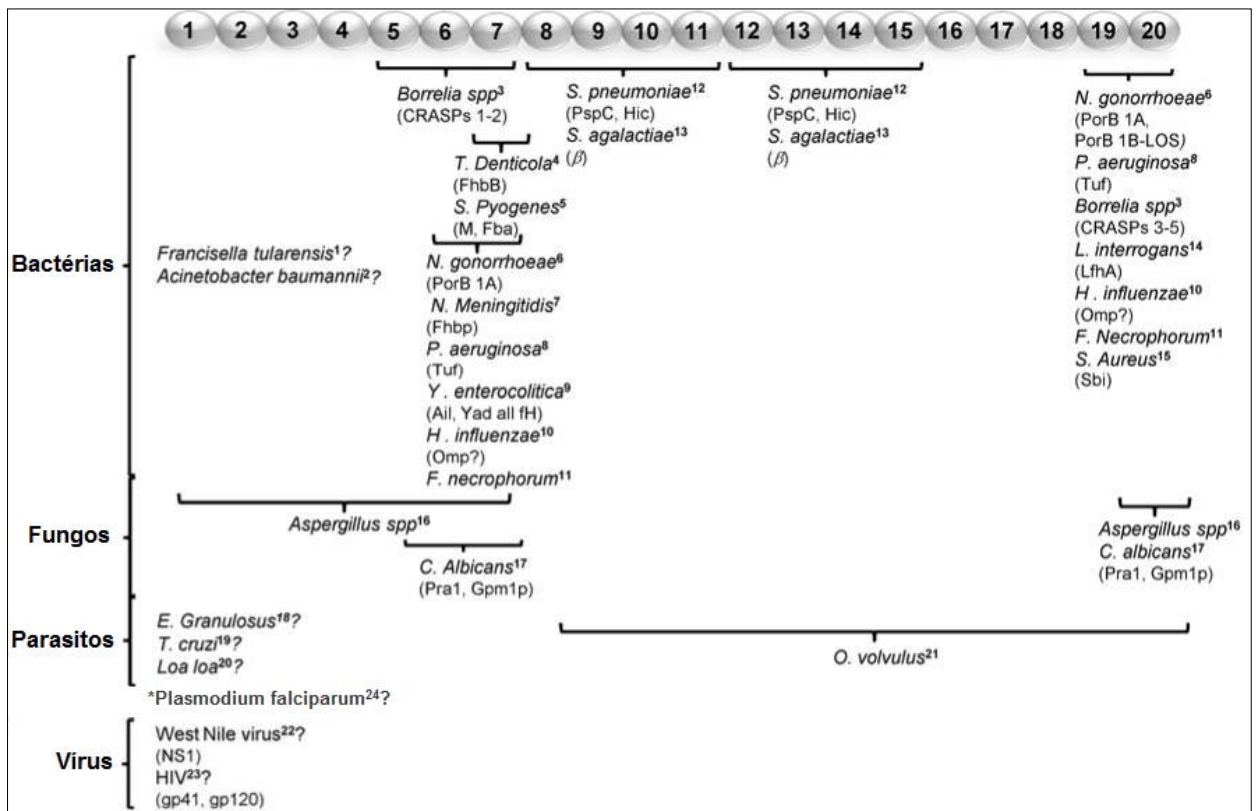 1 2 3 4 5 6 7 8 9 10 11 12 13 14 15 16 17 18 19 20
Bactérias
Francisella tularensis¹?
Acinetobacter baumannii²?
Borrelia spp³
(CRASPs 1-2)
T. Denticola⁴
(FhbB)
S. Pyogenes⁵
(M, Fba)
N. gonorrhoeae⁶
(PorB 1A)
N. Meningitidis⁷
(Fhbp)
P. aeruginosa⁸
(Tuf)
Y. enterocolitica⁹
(Ail, Yad all fH)
H. influenzae¹⁰
(Omp?)
F. necrophorum¹¹
S. pneumoniae¹²
(PspC, Hic)
S. agalactiae¹³
(β)
S. pneumoniae¹²
(PspC, Hic)
S. agalactiae¹³
(β)
N. gonorrhoeae⁶
(PorB 1A,
PorB 1B-LOS)
P. aeruginosa⁸
(Tuf)
Borrelia spp³
(CRASPs 3-5)
L. interrogans¹⁴
(LfhA)
H. influenzae¹⁰
(Omp?)
F. Necrophorum¹¹
S. Aureus¹⁵
(Sbi)
Fungos
Aspergillus spp¹⁶
C. Albicans¹⁷
(Pra1, Gpm1p)
Aspergillus spp¹⁶
C. albicans¹⁷
(Pra1, Gpm1p)
Parasitos
E. Granulosus¹⁸?
T. cruzi¹⁹?
Loa loa²⁰?
O. volvulus²¹
*Plasmodium falciparum²⁴?
Vírus
West Nile virus²²?
(NS1)
HIV²³?
(gp41, gp120)